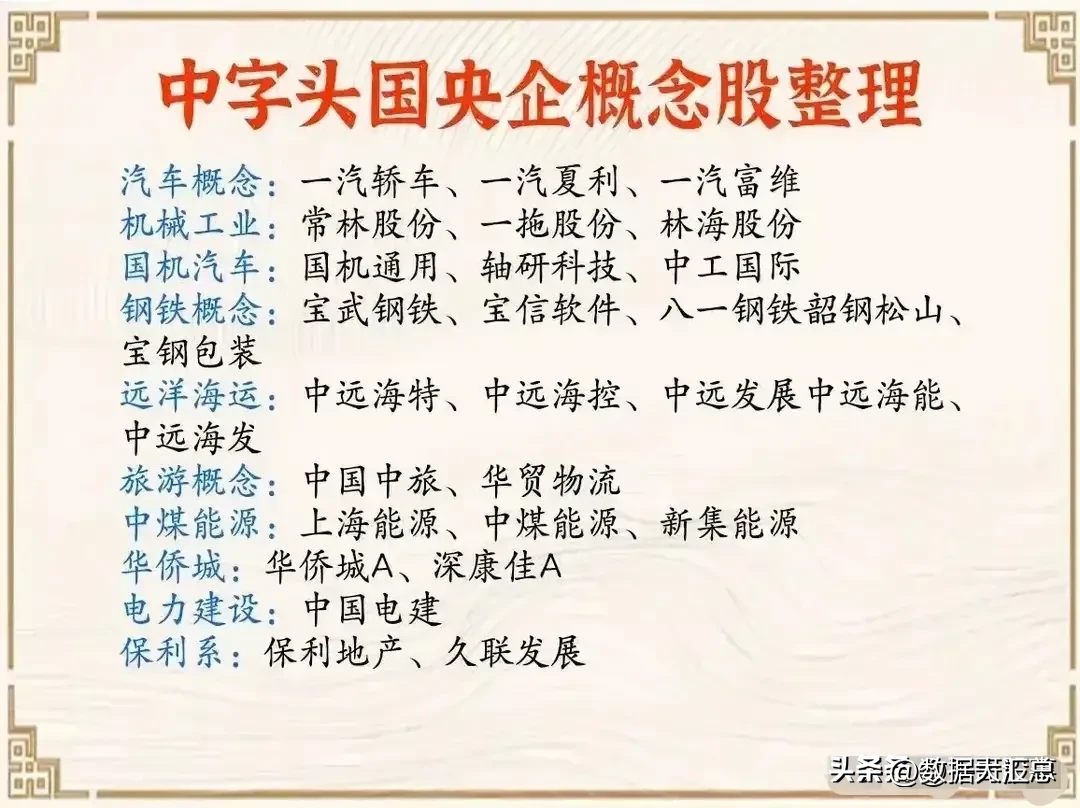 中字头国央企概念股整理
汽车概念：一汽轿车、一汽夏利、一汽富维
机械工业：常林股份、一拖股份、林海股份
国机汽车：国机通用、轴研科技、中工国际
钢铁概念：宝武钢铁、宝信软件、八一钢铁韶钢松山、
宝钢包装
远洋海运：中远海特、中远海控、中远发展中远海能、
中远海发
旅游概念：中国中旅、华贸物流
中煤能源：上海能源、中煤能源、新集能源
华侨城：华侨城A、深康佳A
电力建设：中国电建
保利系：保利地产、久联发展
头条 @数据大汇总